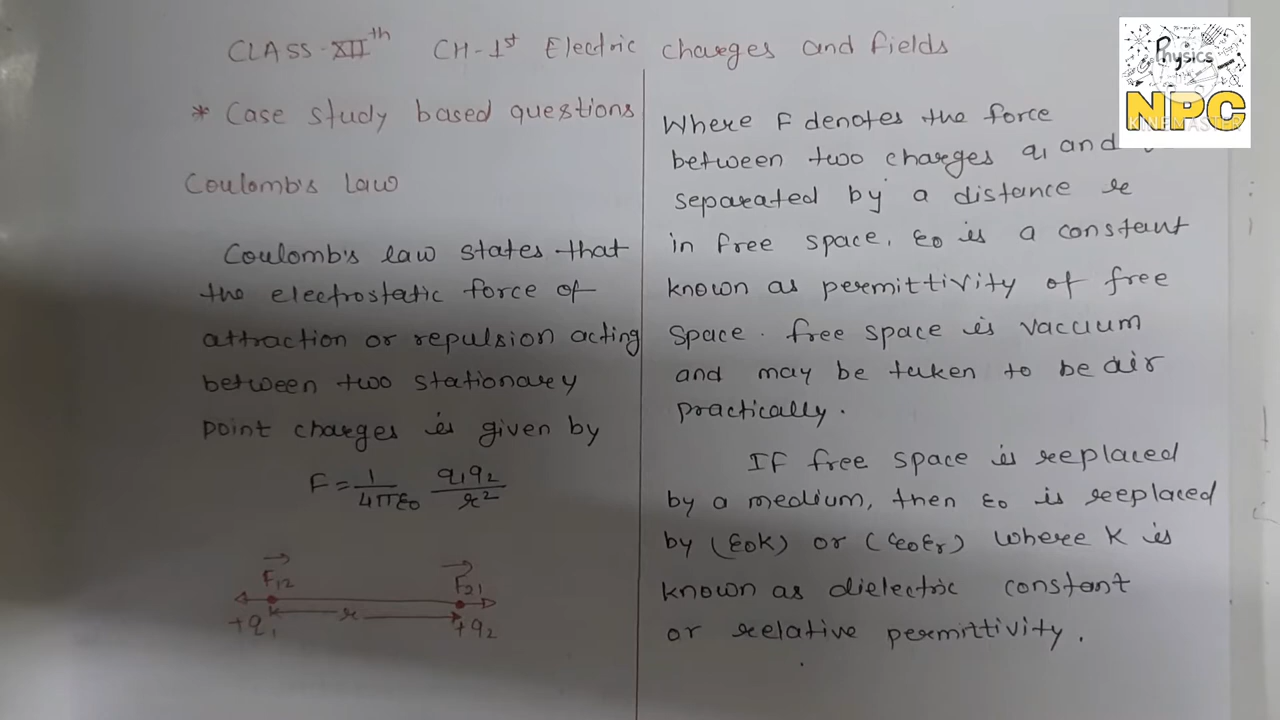 CLASS-XIIth CH-1st Electric charges and fields
* Case study based questions
Coulomb's Law
Coulomb's law states that
the electrostatic force of
attraction or repulsion acting
between two stationary
point charges is given by
F = 1/4πε0 q1q2/r2
F12 F21
r
+q1 +q2
Where F denotes the force
between two charges q1 and
separated by a distance r
in free space, ε0 is a constant
known as permittivity of free
space. free space is vaccium
and may be taken to be air
practically.
If free space is replaced
by a medium, then ε0 is reeplaced
by (ε0K) or (ε0εr) where K is
known as dielectric constant
or relative permittivity.
Physics
NPC
KINEMASTER